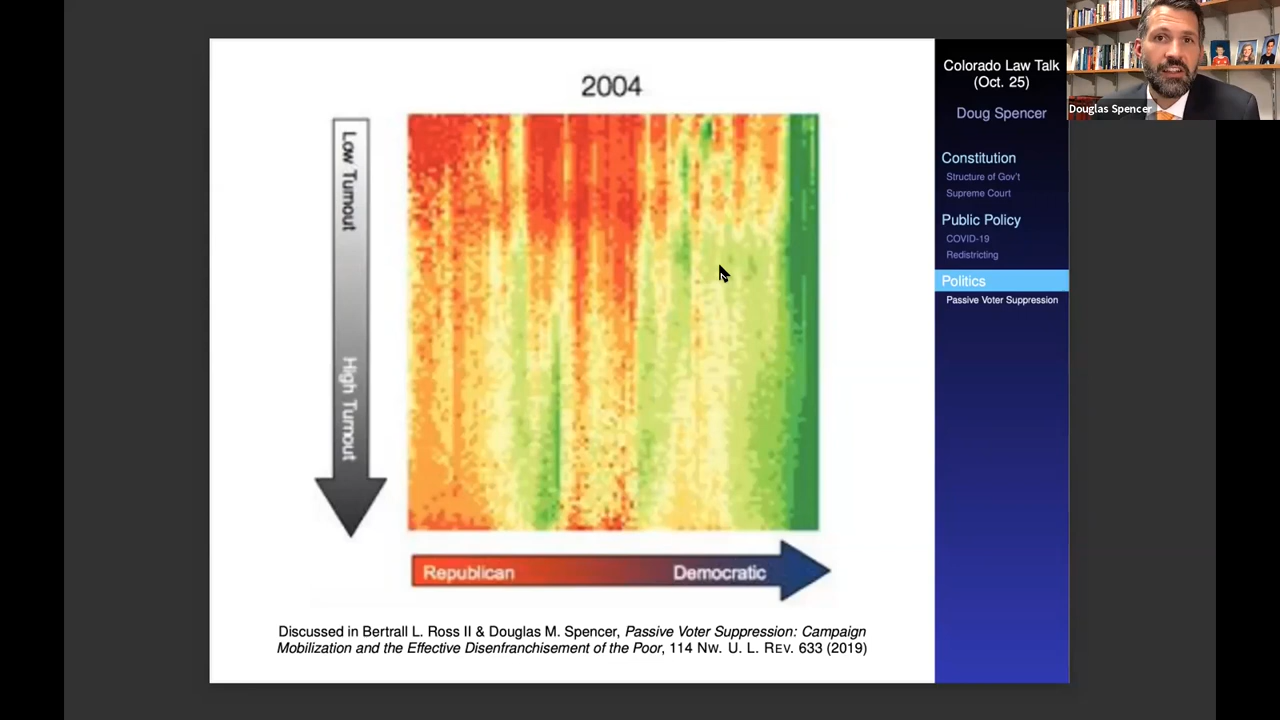 2004
Low Turnout
High Turnout
Republican
Democratic
Discussed in Bertrall L. Ross II & Douglas M. Spencer, Passive Voter Suppression: Campaign
Mobilization and the Effective Disenfranchisement of the Poor, 114 NW. U. L. REV. 633 (2019)
Colorado Law Talk
(Oct. 25)
Doug Spencer
Constitution
Structure of Gov't
Supreme Court
Public Policy
COVID-19
Redistricting
Politics
Passive Voter Suppression
Douglas Spencer